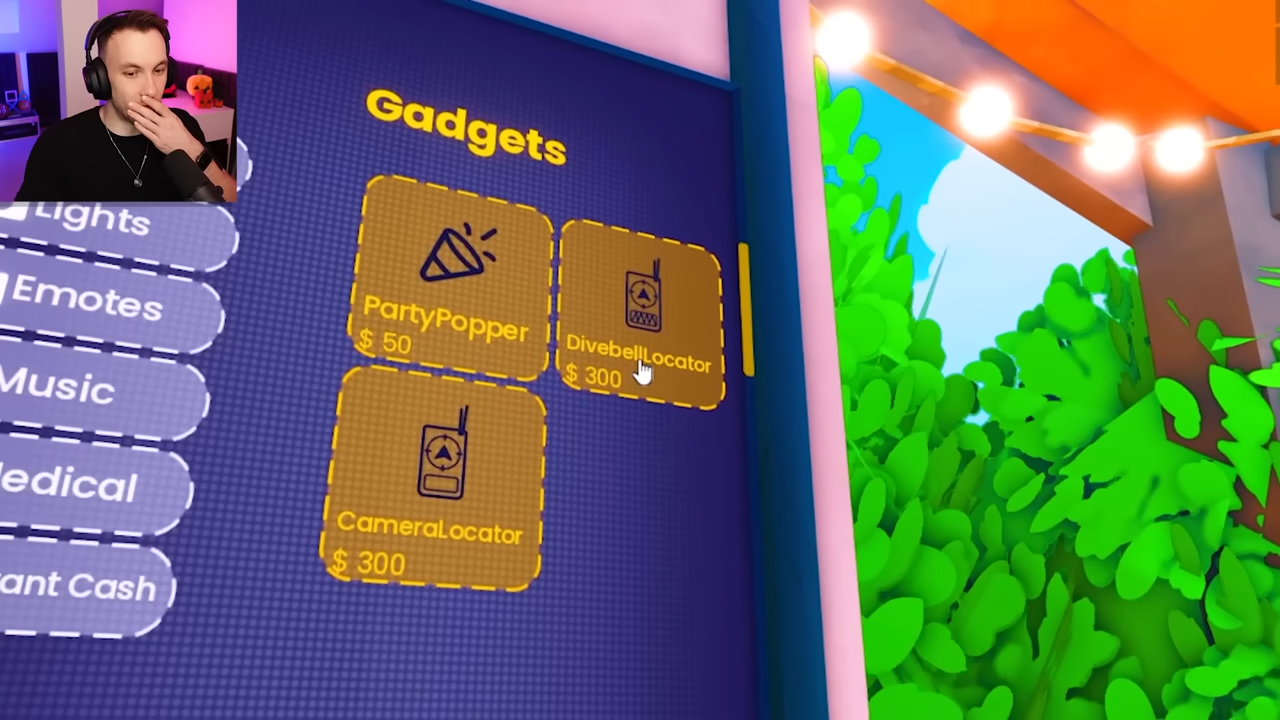 Gadgets
PartyPopper
$ 50
DivebellLocator
$ 300
CameraLocator
$ 300
Lights
Emotes
Music
edical
ant Cash